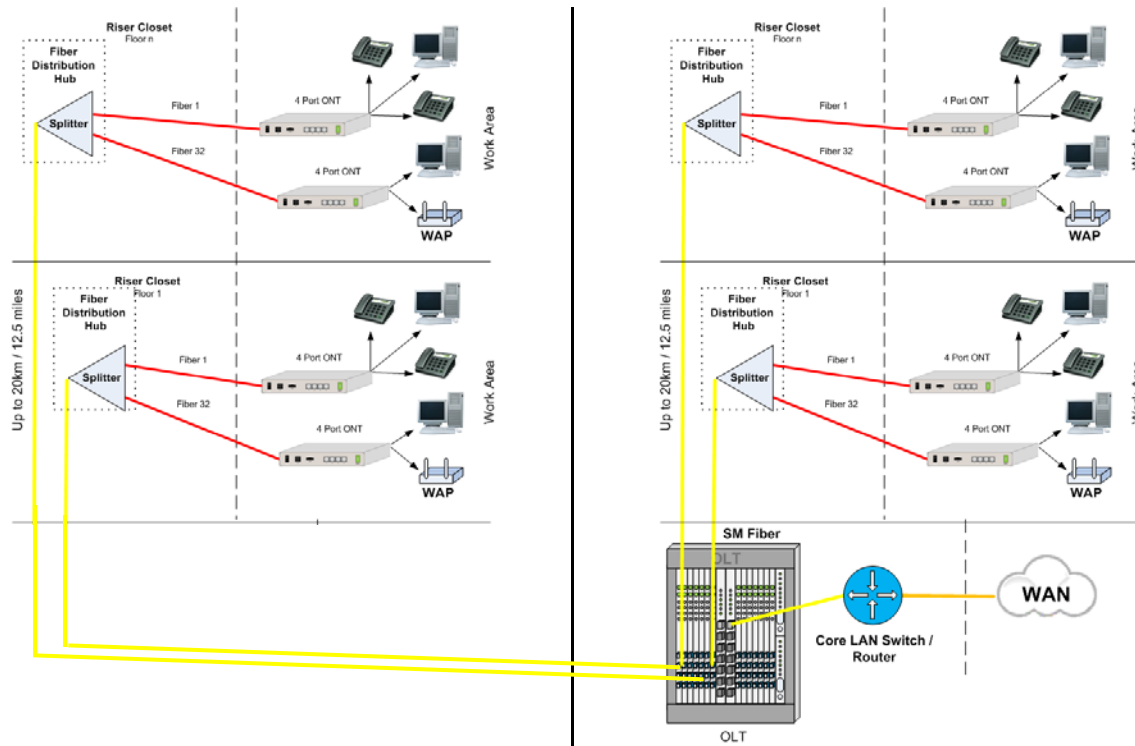 Riser Closet
Floor n
Fiber
Distribution
Hub
Splitter
Fiber 1
Fiber 32
4 Port ONT
4 Port ONT
WAP
Work Area
Up to 20km / 12.5 miles
Riser Closet
Floor 1
Fiber
Distribution
Hub
Splitter
Fiber 1
Fiber 32
4 Port ONT
4 Port ONT
WAP
Work Area
Riser Closet
Floor n
Fiber
Distribution
Hub
Splitter
Fiber 1
Fiber 32
4 Port ONT
4 Port ONT
WAP
Work Area
Up to 20km / 12.5 miles
Riser Closet
Floor 1
Fiber
Distribution
Hub
Splitter
Fiber 1
Fiber 32
4 Port ONT
4 Port ONT
WAP
Work Area
SM Fiber
OLT
Core LAN Switch /
Router
WAN
OLT